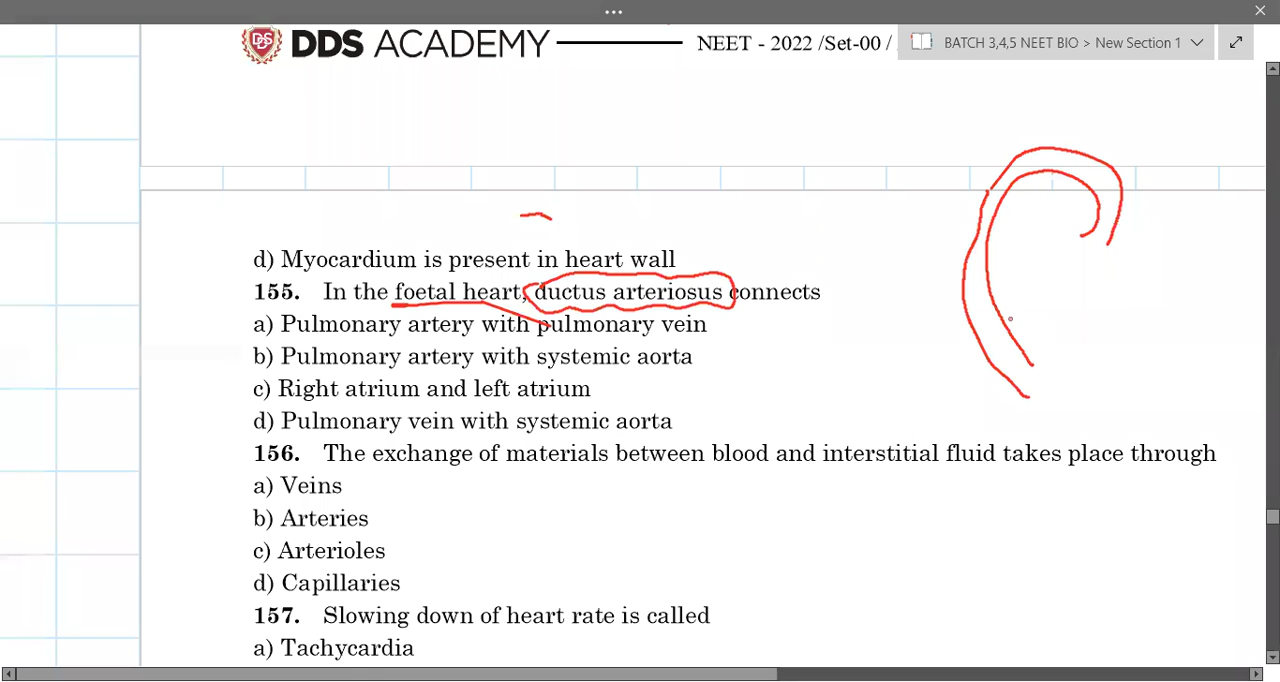 DDS ACADEMY NEET - 2022 /Set-00 /
BATCH 3,4,5 NEET BIO > New Section 1
d) Myocardium is present in heart wall
155. In the foetal heart, ductus arteriosus connects
a) Pulmonary artery with pulmonary vein
b) Pulmonary artery with systemic aorta
c) Right atrium and left atrium
d) Pulmonary vein with systemic aorta
156. The exchange of materials between blood and interstitial fluid takes place through
a) Veins
b) Arteries
c) Arterioles
d) Capillaries
157. Slowing down of heart rate is called
a) Tachycardia